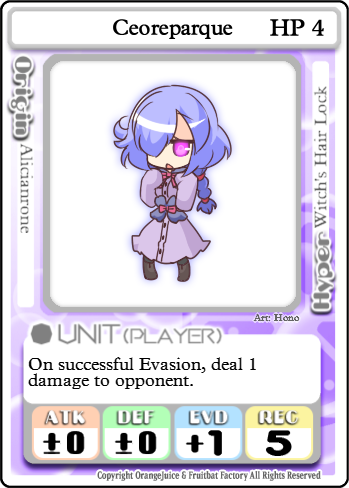 Ceoreparque HP 4
Origin Alicianrone
Hyper Witch's Hair Lock
Art: Hono
UNIT(PLAYER)
On successful Evasion, deal 1
damage to opponent.
ATK DEF EVD REC
±0 ±0 +1 5
Copyright Orangejuice & Fruitbat Factory All Rights Reserved